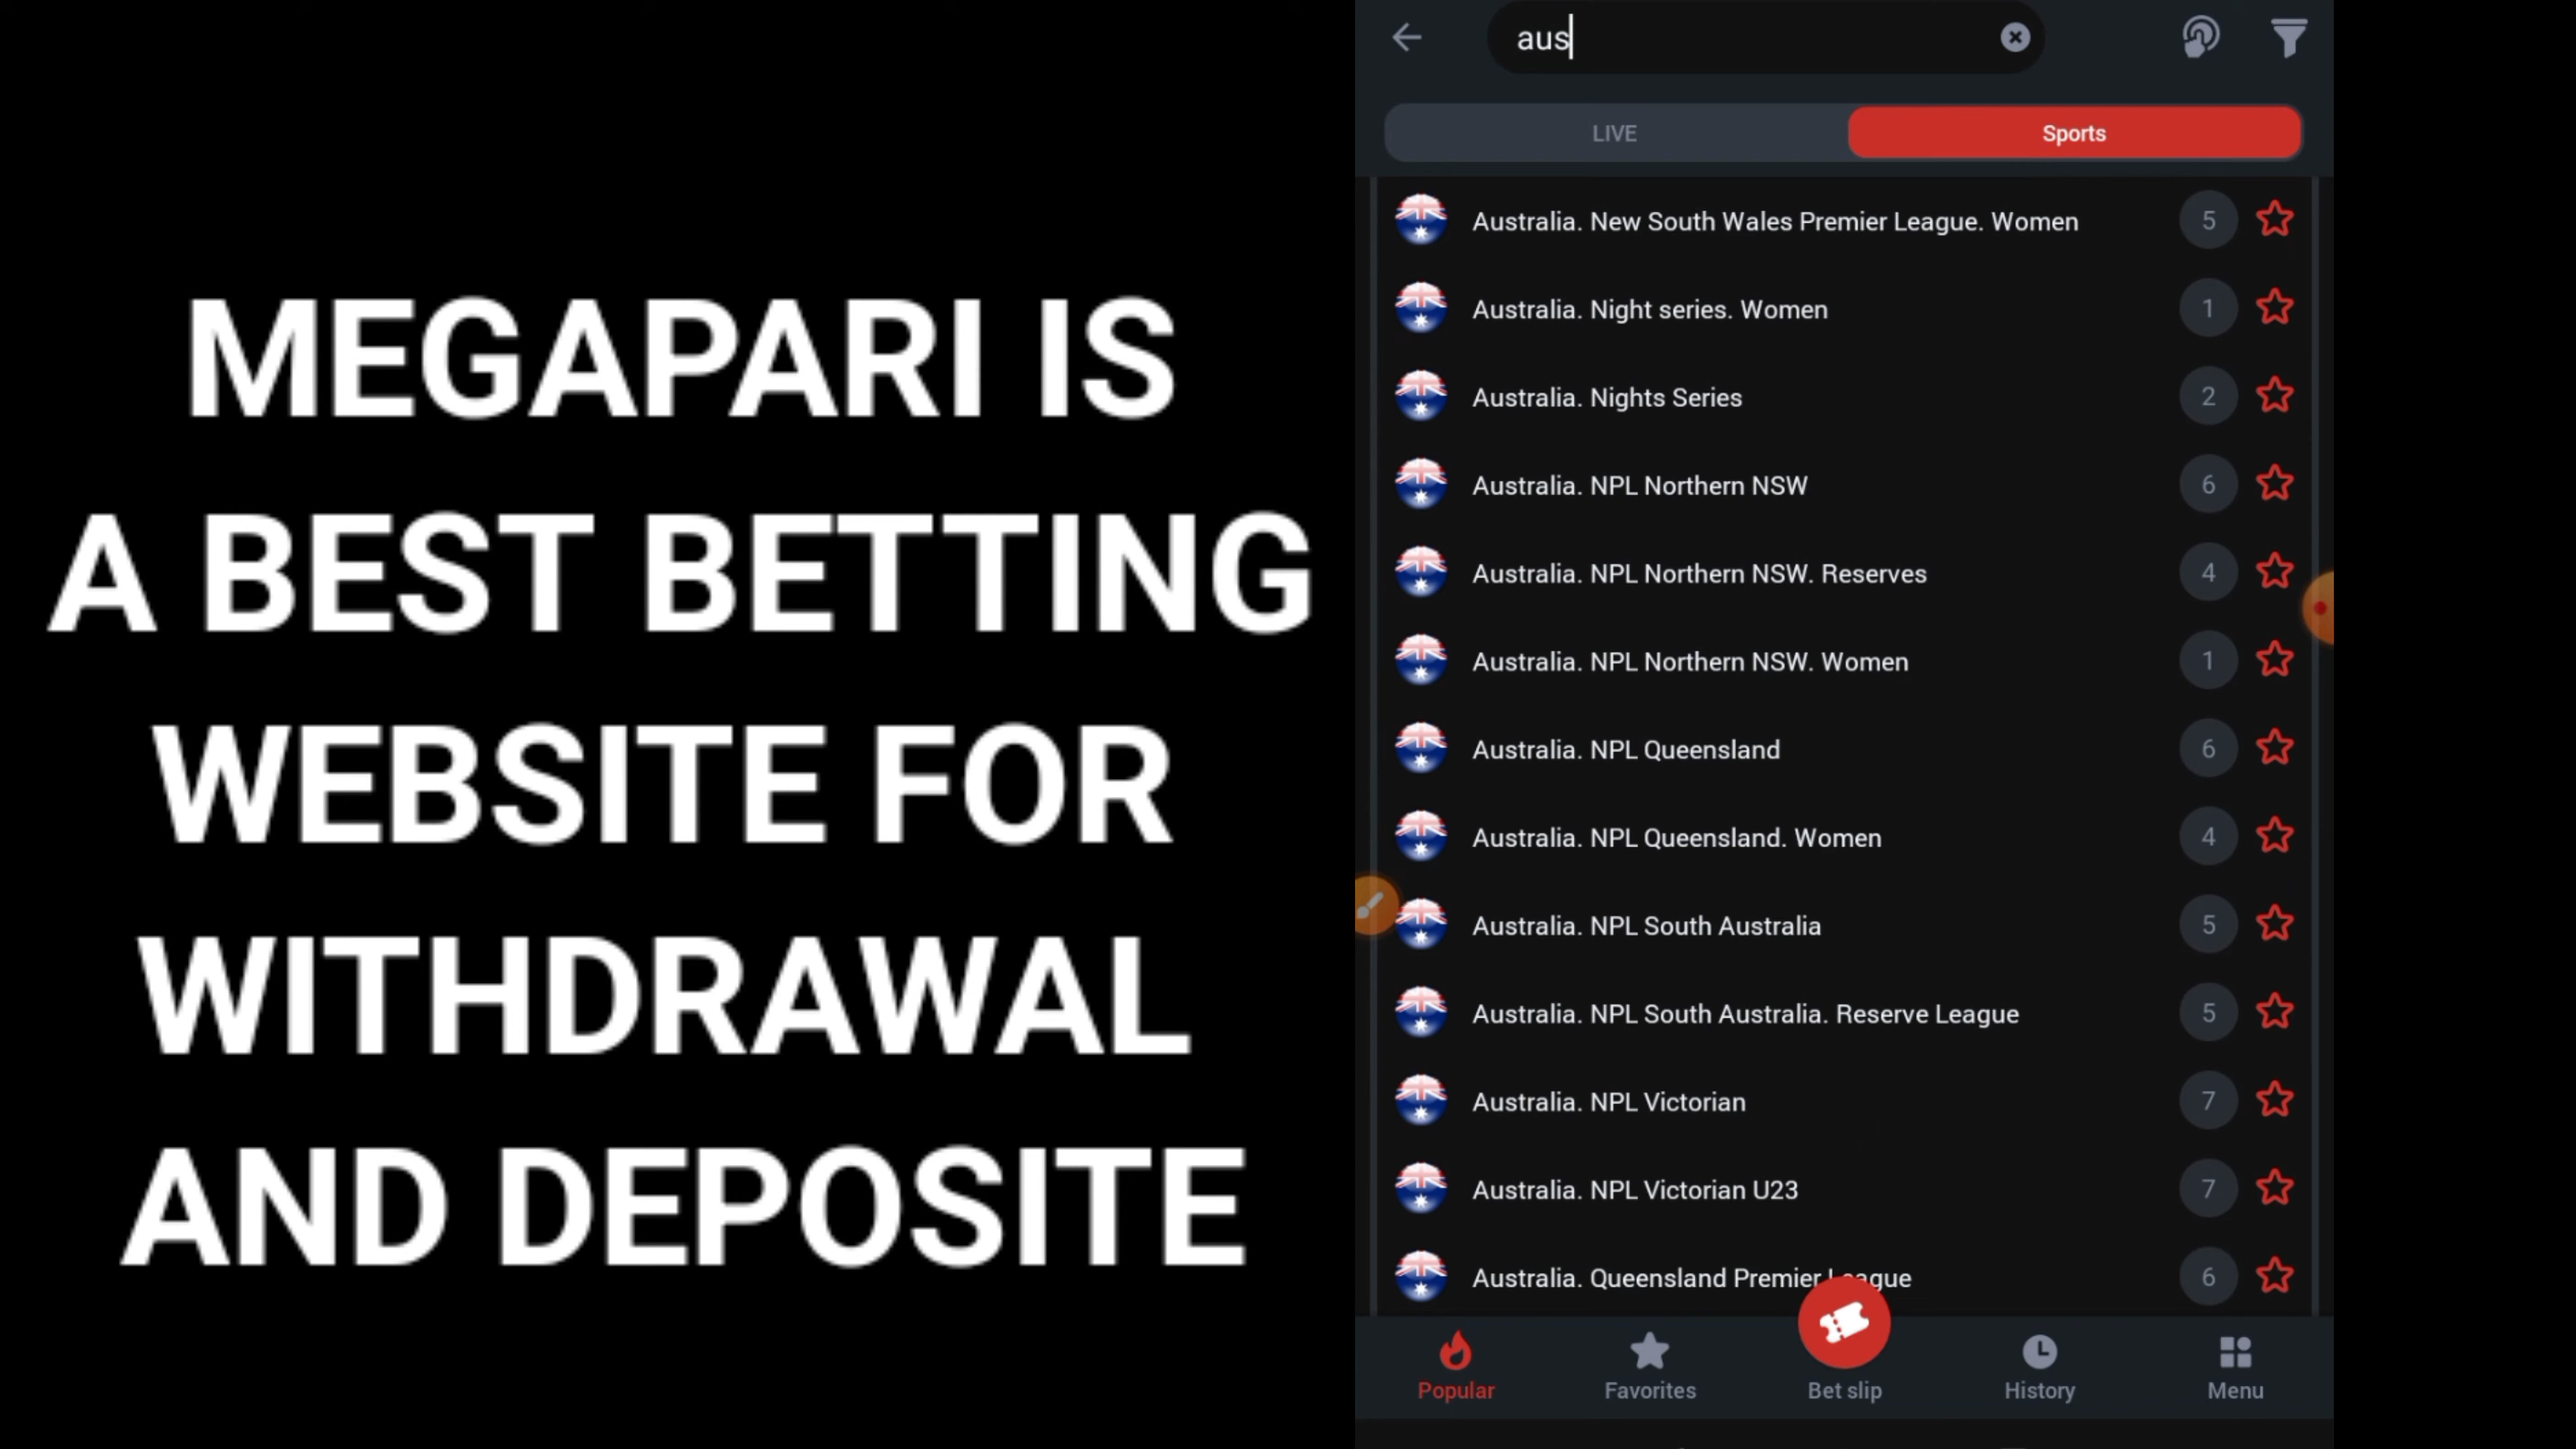 MEGAPARI IS
A BEST BETTING
WEBSITE FOR
WITHDRAWAL
AND DEPOSITE
aus
LIVE
Sports
Australia. New South Wales Premier League. Women 5
Australia. Night series. Women 1
Australia. Nights Series 2
Australia. NPL Northern NSW 6
Australia. NPL Northern NSW. Reserves 4
Australia. NPL Northern NSW. Women 1
Australia. NPL Queensland 6
Australia. NPL Queensland. Women 4
Australia. NPL South Australia 5
Australia. NPL South Australia. Reserve League 5
Australia. NPL Victorian 7
Australia. NPL Victorian U23 7
Australia. Queensland Premier League 6
Popular
Favorites
Bet slip
History
Menu